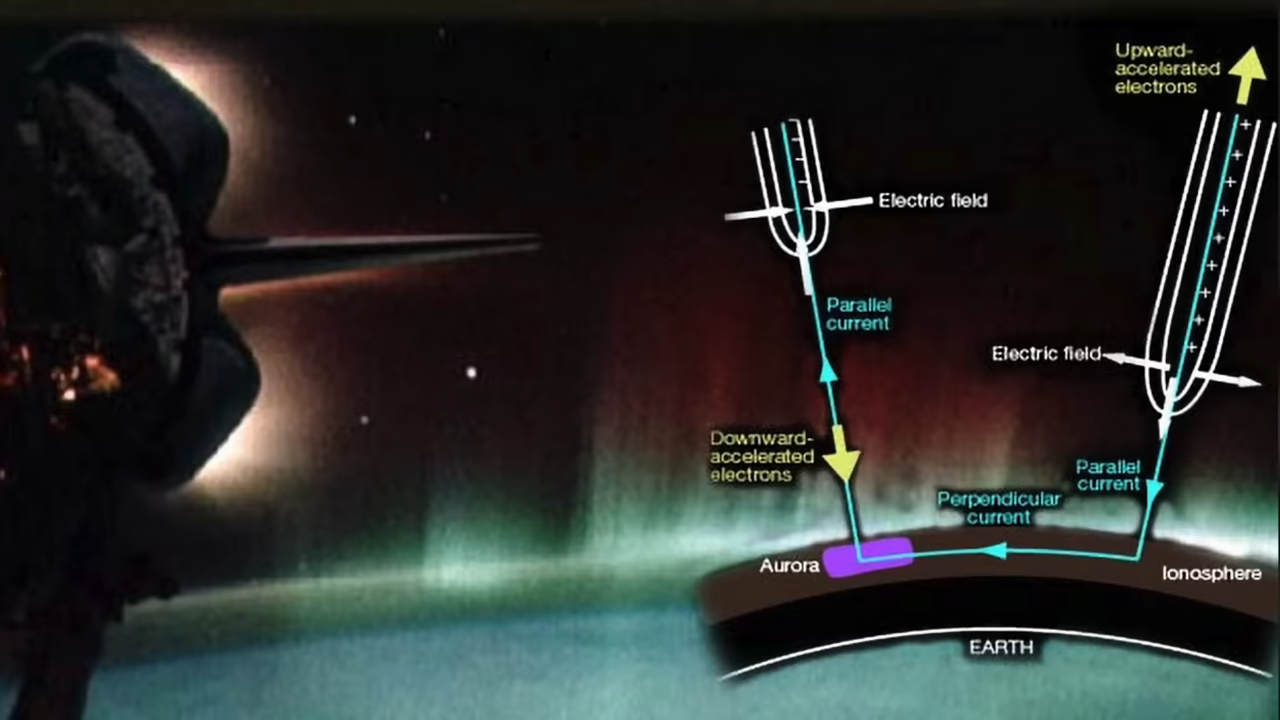 Upward-
accelerated
electrons
Electric field
Parallel
current
Electric field
Downward-
accelerated
electrons
Parallel
current
Perpendicular
current
Aurora
Ionosphere
EARTH